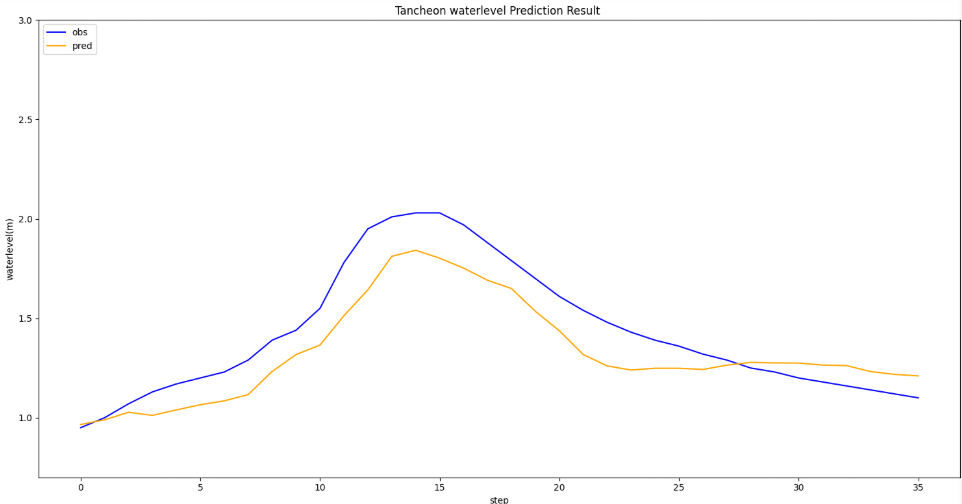 Tancheon waterlevel Prediction Result
3.0
obs
pred
2.5
2.0
waterlevel(m)
1.5
1.0
0 5 10 15 20 25 30 35
step